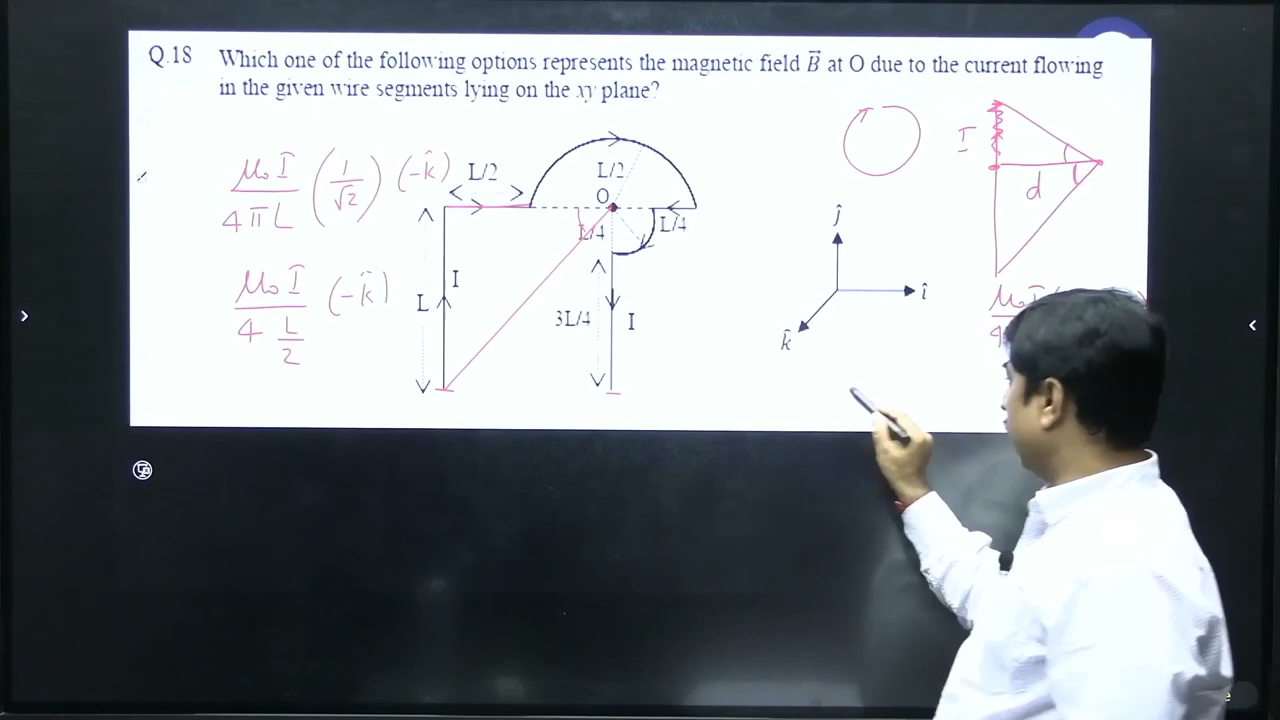 Q.18 Which one of the following options represents the magnetic field B⃗ at O due to the current flowing
in the given wire segments lying on the xy plane?
μ₀I / 4πL (1/√2) (-k̂)
L/2
L/2
O
L/4
L/4
I
L
3L/4
I
μ₀I / 4 L/2 (-k̂)
ĵ
î
k̂
I
d
μ₀I